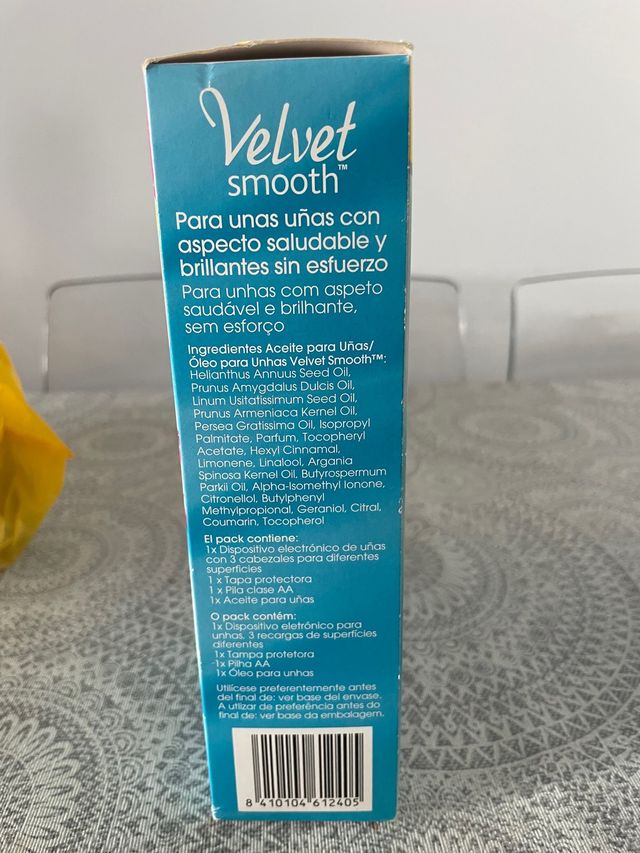 Velvet
smooth™
Para unas uñas con
aspecto saludable y
brillantes sin esfuerzo
Para unhas com aspeto
saudável e brilhante,
sem esforço
Ingredientes Aceite para Uñas/
Óleo para Unhas Velvet Smooth™:
Helianthus Annuus Seed Oil,
Prunus Amygdalus Dulcis Oil,
Linum Usitatissimum Seed Oil,
Prunus Armeniaca Kernel Oil,
Persea Gratissima Oil, Isopropyl
Palmitate, Parfum, Tocopheryl
Acetate, Hexyl Cinnamal,
Limonene, Linalool, Argania
Spinosa Kernel Oil, Butyrospermum
Parkii Oil, Alpha-Isomethyl Ionone,
Citronellol, Butylphenyl
Methylpropional, Geraniol, Citral,
Coumarin, Tocopherol
El pack contiene:
1x Dispositivo electrónico de uñas
con 3 cabezales para diferentes
superficies
1 x Tapa protectora
1 x Pila clase AA
1x Aceite para uñas
O pack contém:
1x Dispositivo eletrónico para
unhas. 3 recargas de superfícies
diferentes
1x Tampa protetora
1x Pilha AA
1x Óleo para unhas
Utilícese preferentemente antes
del final de: ver base del envase.
A utilizar de preferência antes do
final de: ver base da embalagem.
8 410104 612405